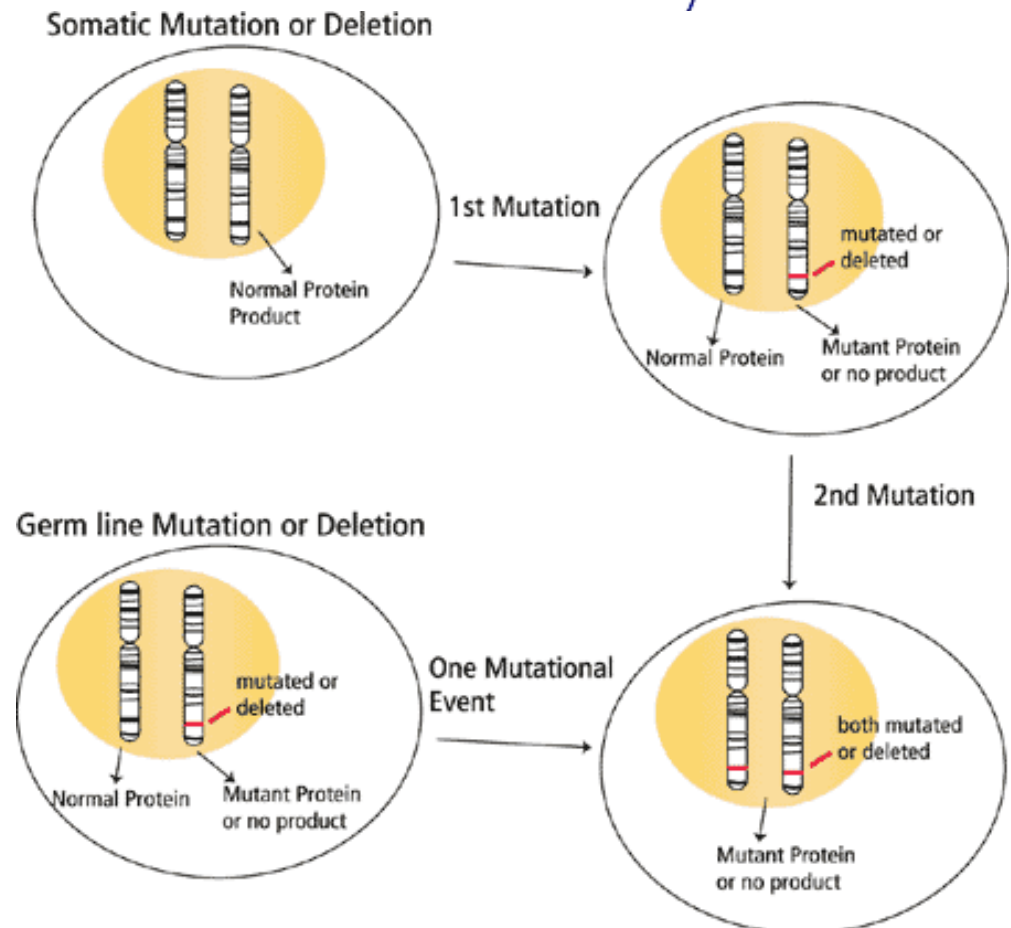 Somatic Mutation or Deletion
Normal Protein
Product
1st Mutation
mutated or
deleted
Normal Protein
Mutant Protein
or no product
2nd Mutation
Germ line Mutation or Deletion
mutated or
deleted
Normal Protein
Mutant Protein
or no product
One Mutational
Event
both mutated
or deleted
Mutant Protein
or no product